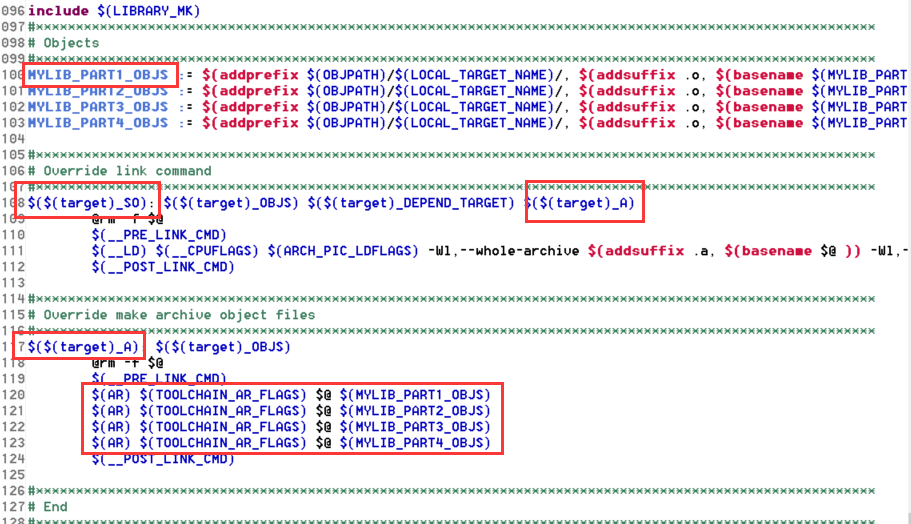 096 include $(LIBRARY_MK)
097 #*********************************************************************************************************
098 # Objects
099 #*********************************************************************************************************
100 MYLIB_PART1_OBJS := $(addprefix $(OBJPATH)/$(LOCAL_TARGET_NAME)/, $(addsuffix .o, $(basename $(MYLIB_PART
101 MYLIB_PART2_OBJS := $(addprefix $(OBJPATH)/$(LOCAL_TARGET_NAME)/, $(addsuffix .o, $(basename $(MYLIB_PART
102 MYLIB_PART3_OBJS := $(addprefix $(OBJPATH)/$(LOCAL_TARGET_NAME)/, $(addsuffix .o, $(basename $(MYLIB_PART
103 MYLIB_PART4_OBJS := $(addprefix $(OBJPATH)/$(LOCAL_TARGET_NAME)/, $(addsuffix .o, $(basename $(MYLIB_PART
104
105 #*********************************************************************************************************
106 # Override link command
107 #*********************************************************************************************************
108 $($(target)_SO): $($(target)_OBJS) $($(target)_DEPEND_TARGET) $($(target)_A)
109 @rm -f $@
110 $(__PRE_LINK_CMD)
111 $(__LD) $(__CPUFLAGS) $(ARCH_PIC_LDFLAGS) -Wl,--whole-archive $(addsuffix .a, $(basename $@ )) -Wl,-
112 $(__POST_LINK_CMD)
113
114 #*********************************************************************************************************
115 # Override make archive object files
116 #*********************************************************************************************************
117 $($(target)_A) $($(target)_OBJS)
118 @rm -f $@
119 $(__PRE_LINK_CMD)
120 $(AR) $(TOOLCHAIN_AR_FLAGS) $@ $(MYLIB_PART1_OBJS)
121 $(AR) $(TOOLCHAIN_AR_FLAGS) $@ $(MYLIB_PART2_OBJS)
122 $(AR) $(TOOLCHAIN_AR_FLAGS) $@ $(MYLIB_PART3_OBJS)
123 $(AR) $(TOOLCHAIN_AR_FLAGS) $@ $(MYLIB_PART4_OBJS)
124 $(__POST_LINK_CMD)
125
126 #*********************************************************************************************************
127 # End